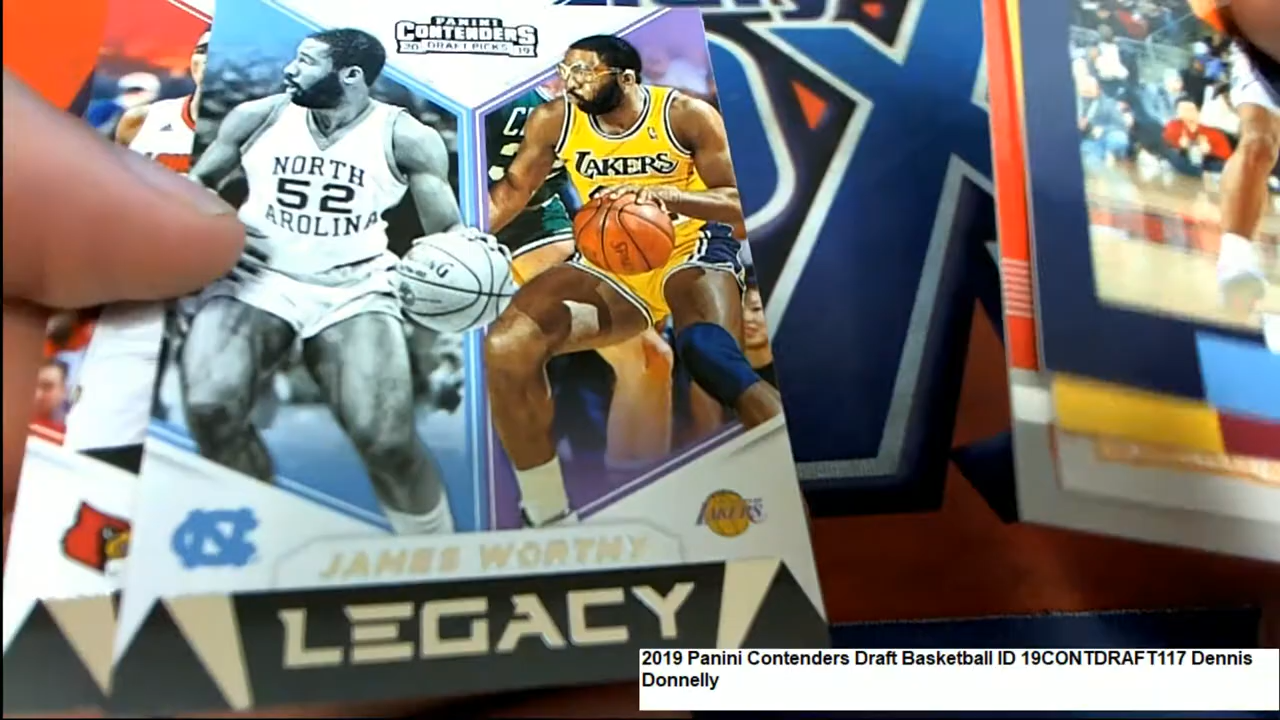 PANINI
CONTENDERS
20 DRAFT PICKS 19
NORTH
52
AROLINA
LAKERS
NC
LAKERS
JAMES WORTHY
LEGACY
2019 Panini Contenders Draft Basketball ID 19CONTDRAFT117 Dennis
Donnelly